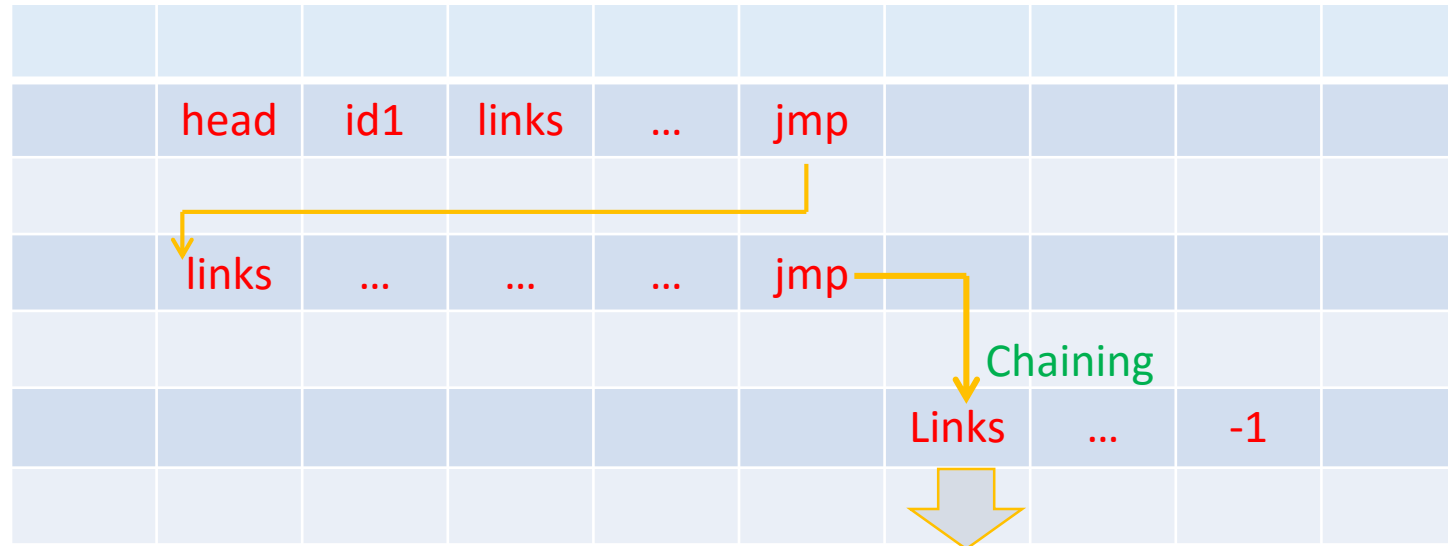 head id1 links ... jmp
links ... ... ... jmp
Chaining
Links ... -1